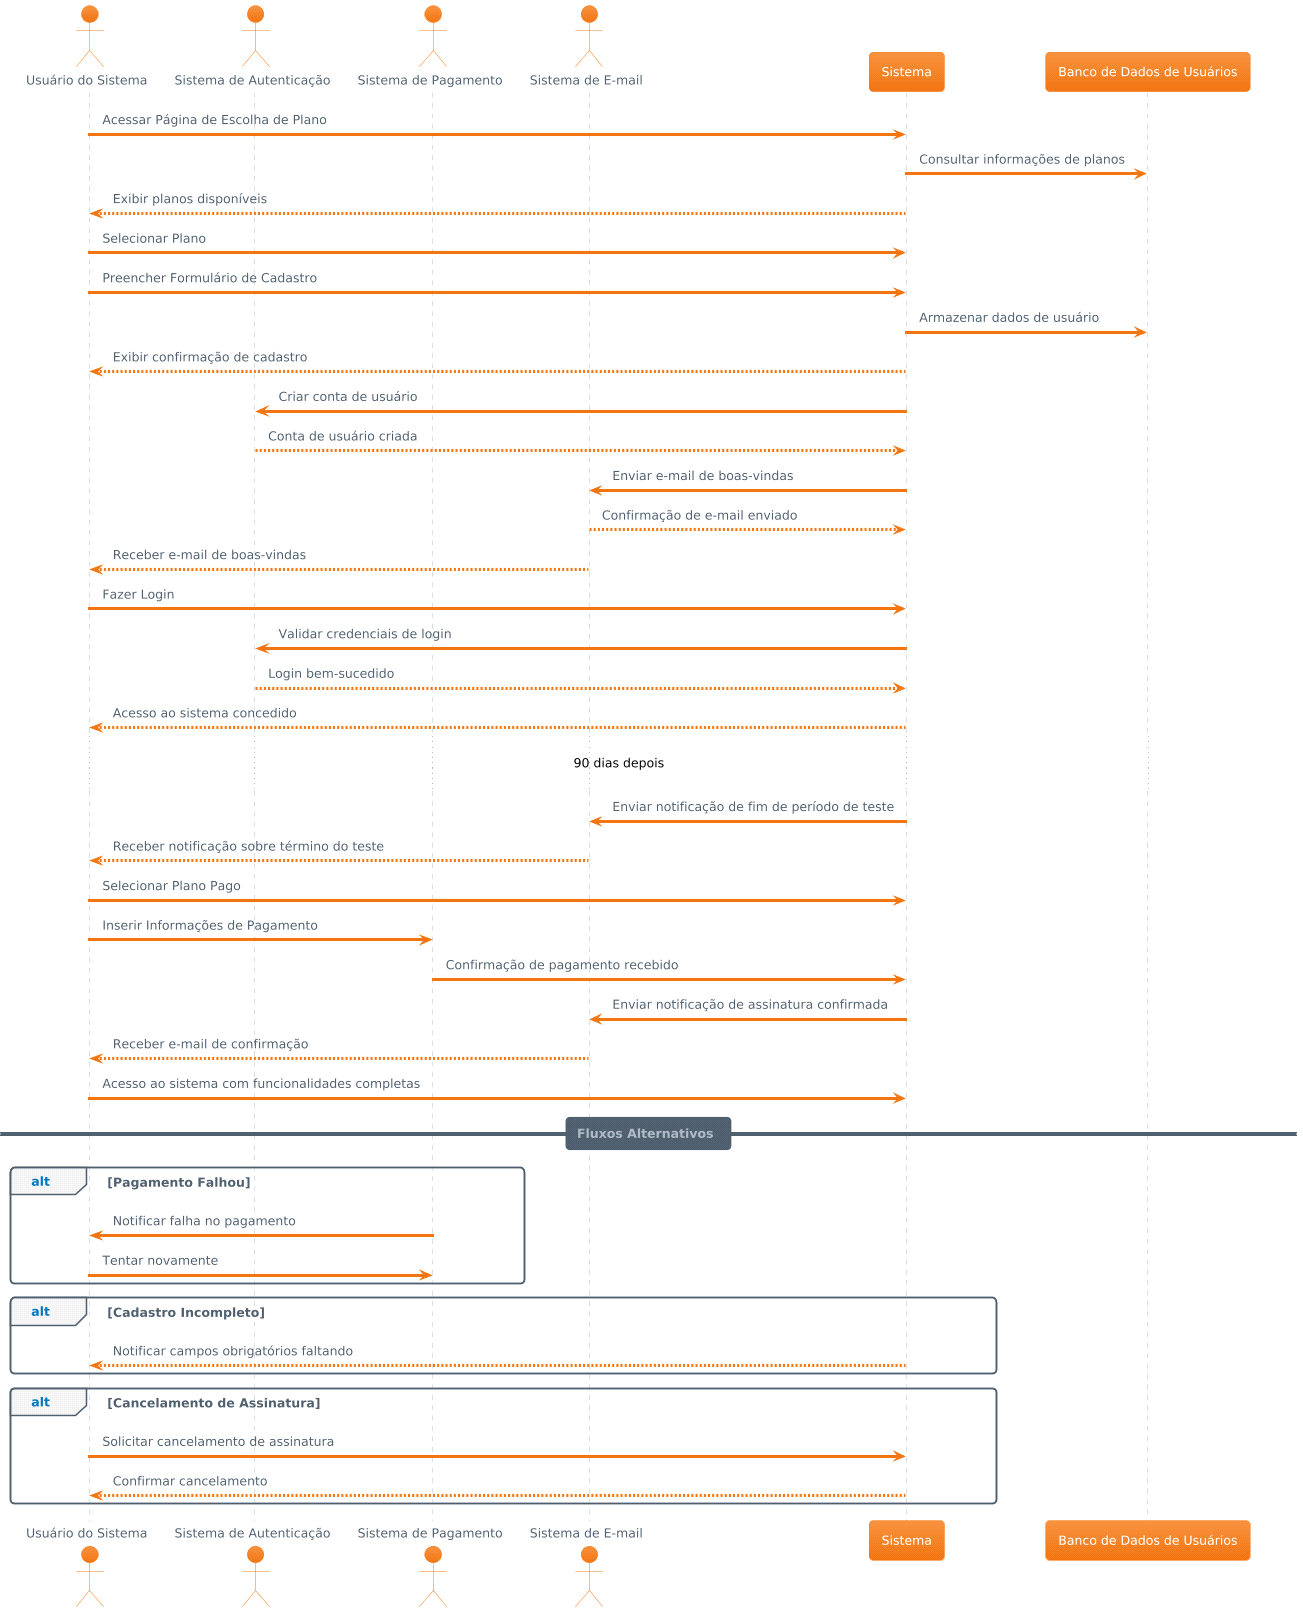 Usuário do Sistema
Sistema de Autenticação
Sistema de Pagamento
Sistema de E-mail
Sistema
Banco de Dados de Usuários
Acessar Página de Escolha de Plano
Consultar informações de planos
Exibir planos disponíveis
Selecionar Plano
Preencher Formulário de Cadastro
Armazenar dados de usuário
Exibir confirmação de cadastro
Criar conta de usuário
Conta de usuário criada
Enviar e-mail de boas-vindas
Confirmação de e-mail enviado
Receber e-mail de boas-vindas
Fazer Login
Validar credenciais de login
Login bem-sucedido
Acesso ao sistema concedido
90 dias depois
Enviar notificação de fim de período de teste
Receber notificação sobre término do teste
Selecionar Plano Pago
Inserir Informações de Pagamento
Confirmação de pagamento recebido
Enviar notificação de assinatura confirmada
Receber e-mail de confirmação
Acesso ao sistema com funcionalidades completas
Fluxos Alternativos
alt [Pagamento Falhou]
Notificar falha no pagamento
Tentar novamente
alt [Cadastro Incompleto]
Notificar campos obrigatórios faltando
alt [Cancelamento de Assinatura]
Solicitar cancelamento de assinatura
Confirmar cancelamento
Usuário do Sistema
Sistema de Autenticação
Sistema de Pagamento
Sistema de E-mail
Sistema
Banco de Dados de Usuários